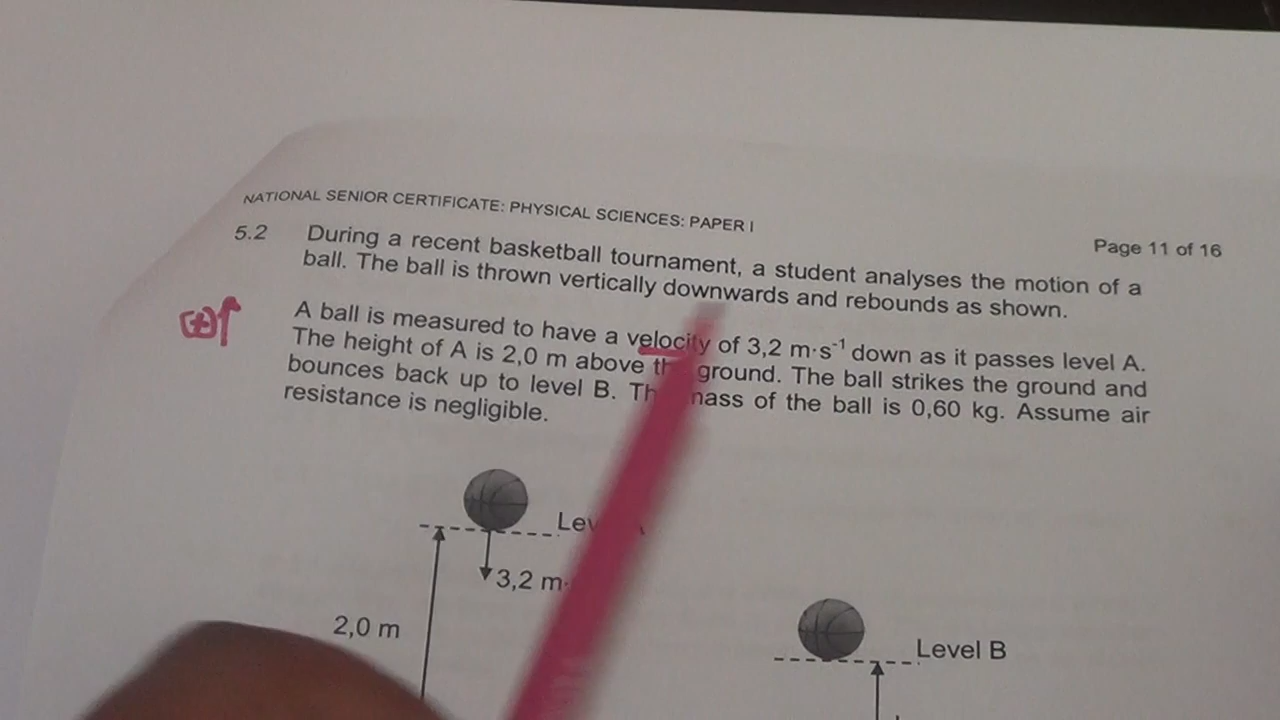 NATIONAL SENIOR CERTIFICATE: PHYSICAL SCIENCES: PAPER I
Page 11 of 16
5.2 During a recent basketball tournament, a student analyses the motion of a
ball. The ball is thrown vertically downwards and rebounds as shown.
(+)↑
A ball is measured to have a velocity of 3,2 m·s⁻¹ down as it passes level A.
The height of A is 2,0 m above ground. The ball strikes the ground and
bounces back up to level B. mass of the ball is 0,60 kg. Assume air
resistance is negligible.
3,2 m·
2,0 m
Level B